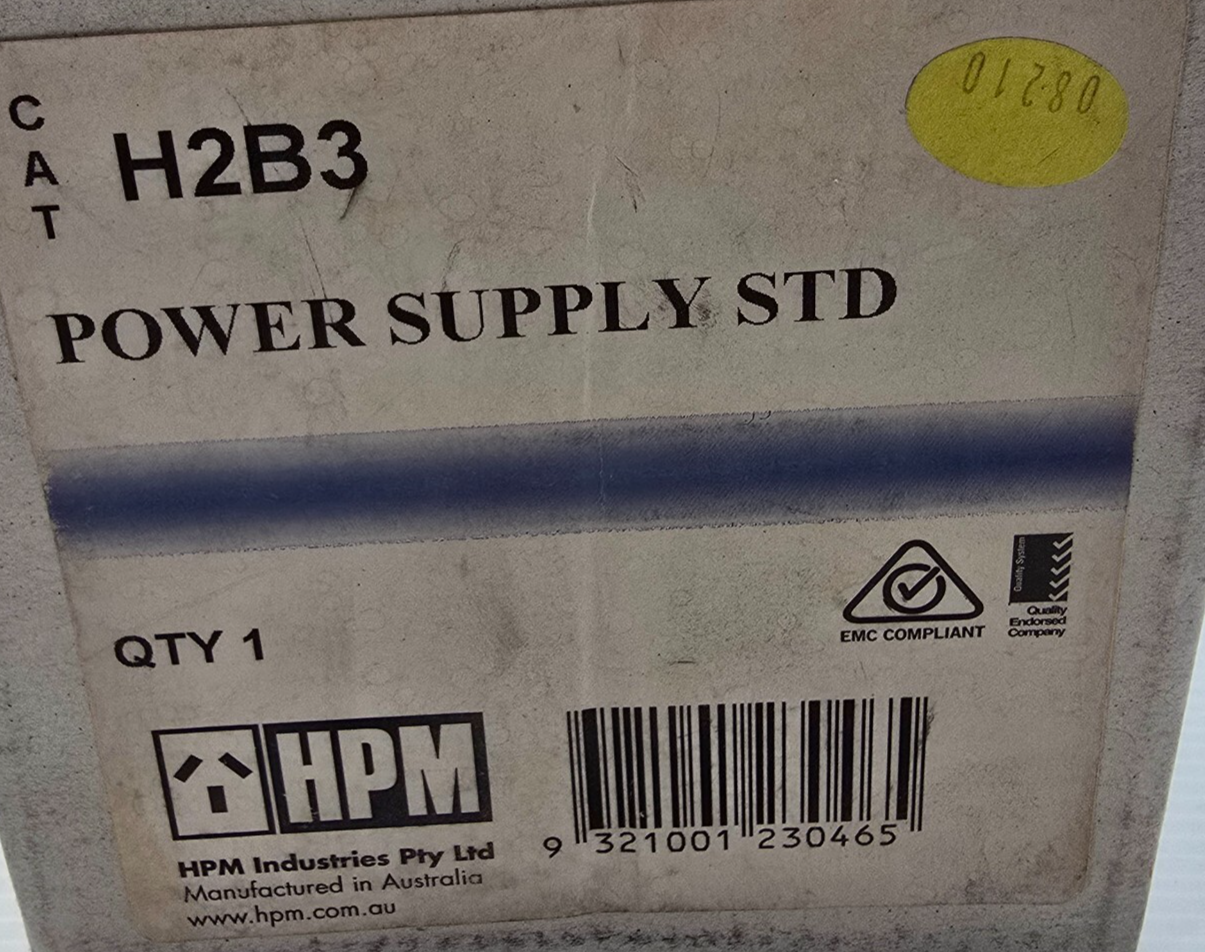 CAT
H2B3
08210
POWER SUPPLY STD
EMC COMPLIANT
Quality System
Quality
Endorsed
Company
QTY 1
HPM
9 321001 230465
HPM Industries Pty Ltd
Manufactured in Australia
www.hpm.com.au